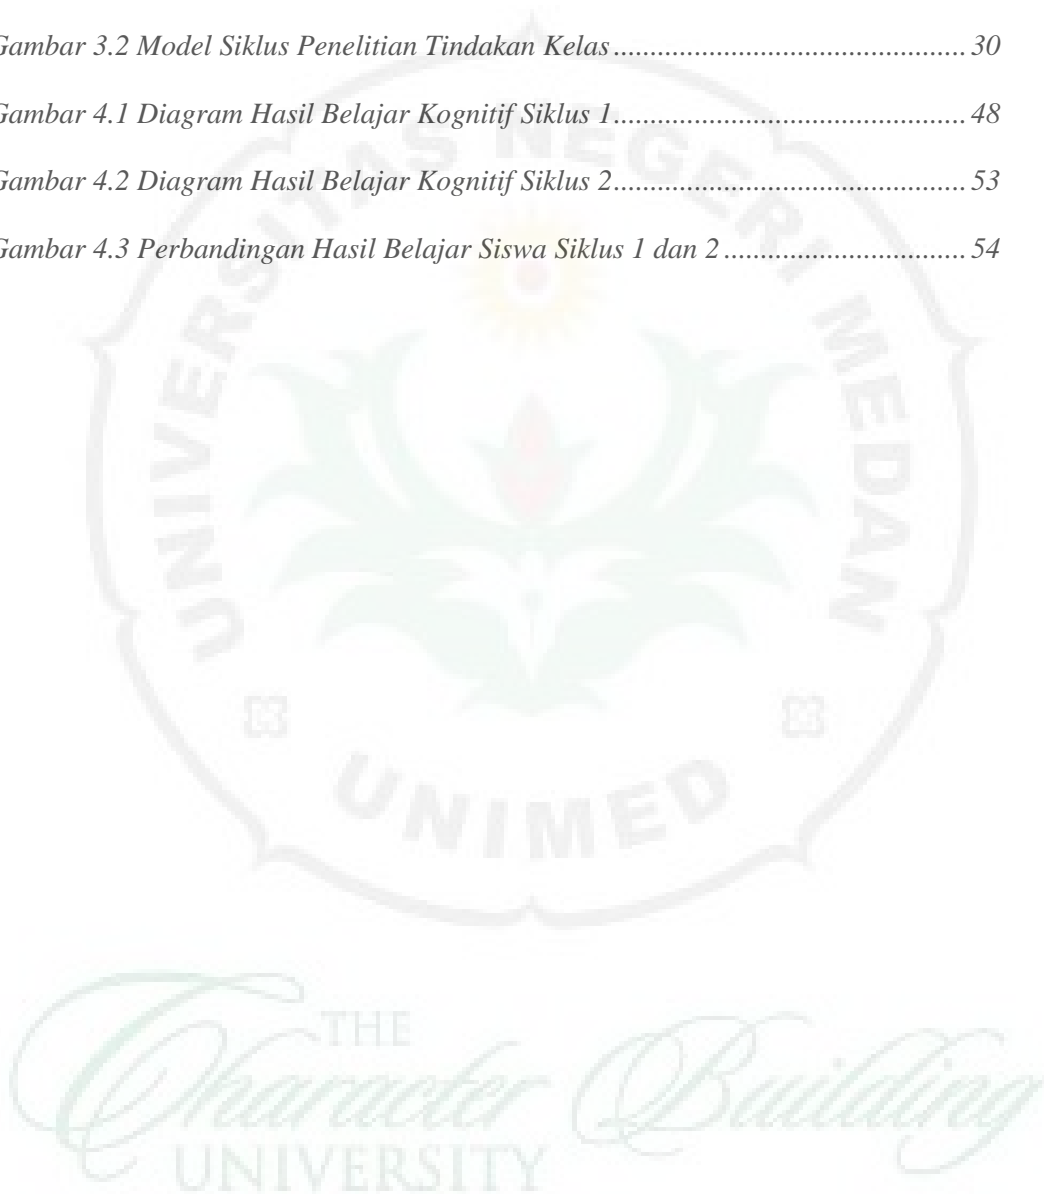 Gambar 3.2 Model Siklus Penelitian Tindakan Kelas ............................................... 30
Gambar 4.1 Diagram Hasil Belajar Kognitif Siklus 1 .............................................. 48
Gambar 4.2 Diagram Hasil Belajar Kognitif Siklus 2 .............................................. 53
Gambar 4.3 Perbandingan Hasil Belajar Siswa Siklus 1 dan 2 ................................ 54
UNIVERSITAS NEGERI MEDAN
UNIMED
THE
Character Building
UNIVERSITY